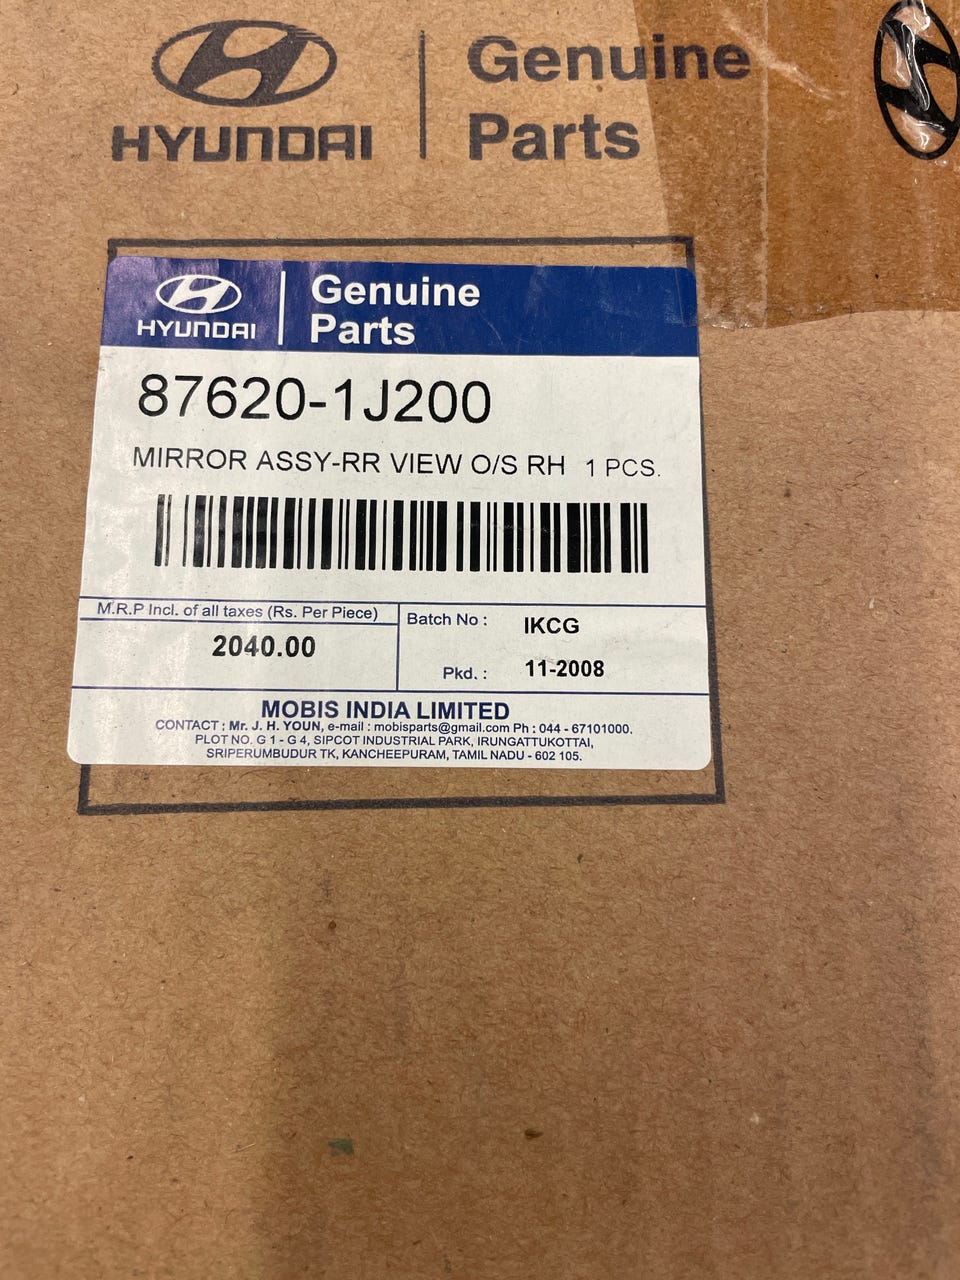 HYUNDAI
Genuine
Parts
HYUNDAI
Genuine
Parts
87620-1J200
MIRROR ASSY-RR VIEW O/S RH 1 PCS.
M.R.P Incl. of all taxes (Rs. Per Piece)
2040.00
Batch No : IKCG
Pkd. : 11-2008
MOBIS INDIA LIMITED
CONTACT : Mr. J. H. YOUN, e-mail : mobisparts@gmail.com Ph : 044 - 67101000.
PLOT NO. G 1 - G 4, SIPCOT INDUSTRIAL PARK, IRUNGATTUKOTTAI,
SRIPERUMBUDUR TK, KANCHEEPURAM, TAMIL NADU - 602 105.